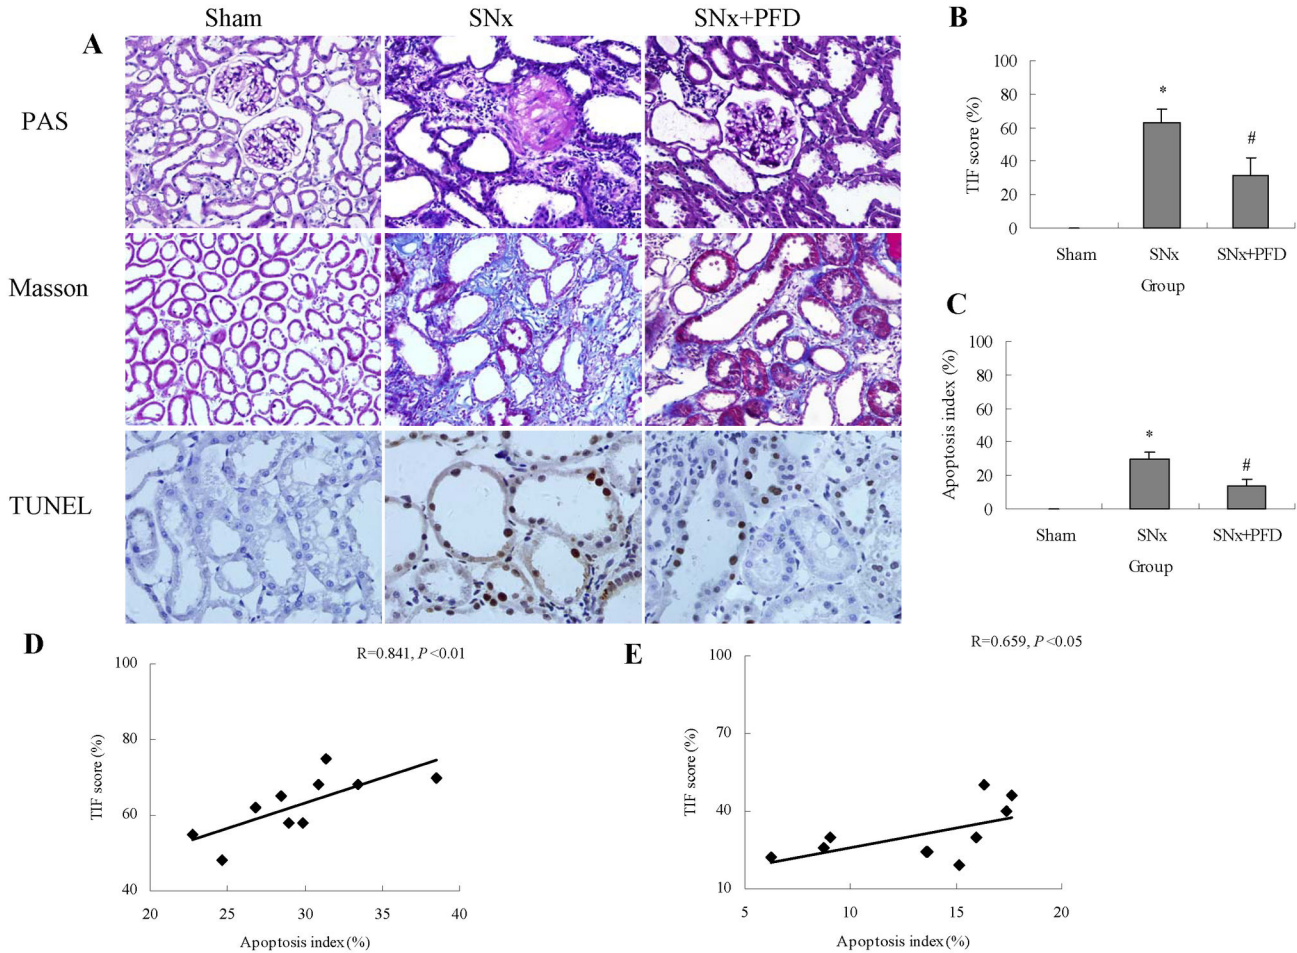 Sham SNx SNx+PFD
A
PAS
Masson
TUNEL
B
100
80
60
40
20
0
TIF score (%)
*
#
Sham SNx SNx+PFD
Group
C
100
80
60
40
20
0
Apoptosis index (%)
*
#
Sham SNx SNx+PFD
Group
D
R=0.841, P<0.01
100
80
60
40
TIF score (%)
20 25 30 35 40
Apoptosis index (%)
E
R=0.659, P<0.05
100
70
40
10
TIF score (%)
5 10 15 20
Apoptosis index (%)